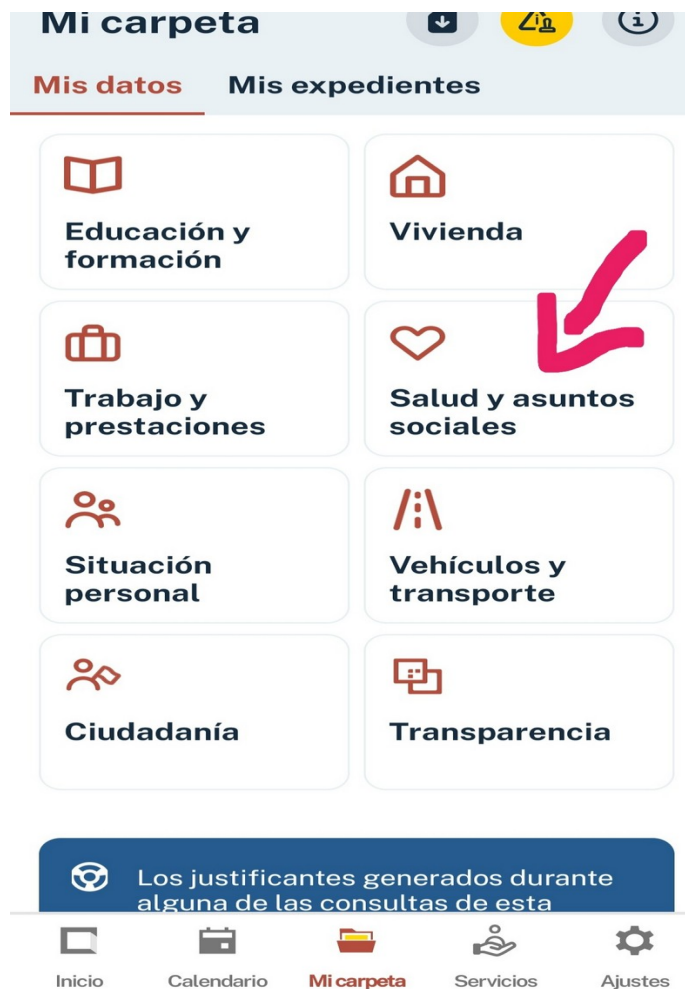 Mi carpeta
Mis datos
Mis expedientes
Educación y
formación
Vivienda
Trabajo y
prestaciones
Salud y asuntos
sociales
Situación
personal
Vehículos y
transporte
Ciudadanía
Transparencia
Los justificantes generados durante
alguna de las consultas de esta
Inicio
Calendario
Mi carpeta
Servicios
Ajustes